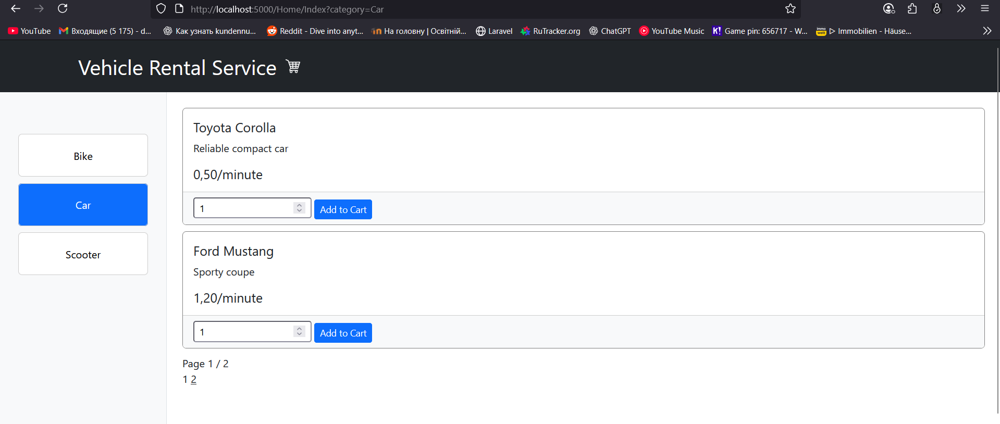 http://localhost:5000/Home/Index?category=Car
YouTube Входящие (5 175) - d... Как узнать kundennu... Reddit - Dive into anyt... На головну | Освітній... Laravel RuTracker.org ChatGPT YouTube Music K! Game pin: 656717 - W... immo welt ▷ Immobilien - Häuse...
Vehicle Rental Service
Bike
Car
Scooter
Toyota Corolla
Reliable compact car
0,50/minute
1 Add to Cart
Ford Mustang
Sporty coupe
1,20/minute
1 Add to Cart
Page 1 / 2
1 2